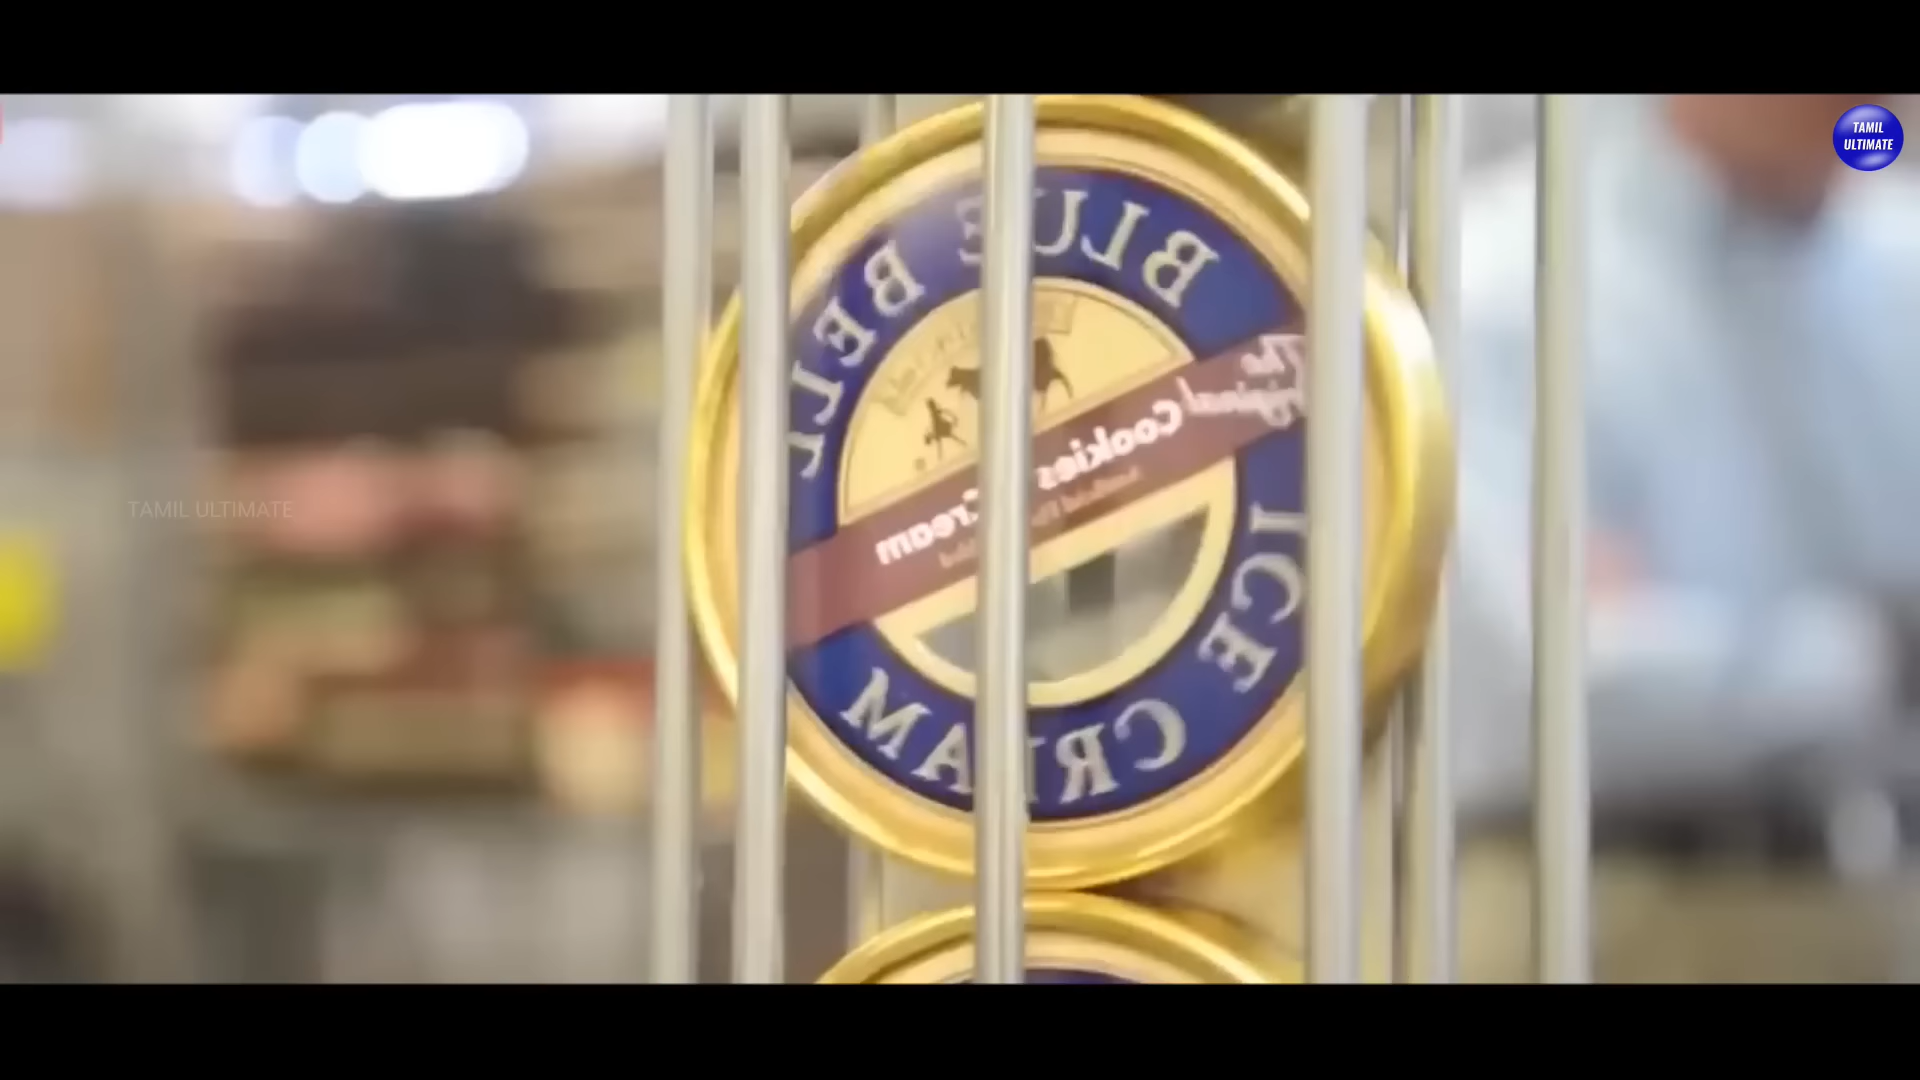 TAMIL
ULTIMATE
BLUE BELL
The
Original
Cookies
Cream
TAMIL ULTIMATE
ICE CREAM